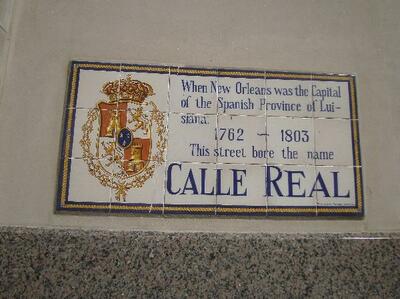 When New Orleans was the Capital
of the Spanish Province of Lui-
siana.
1762 ~ 1803
This street bore the name
CALLE REAL